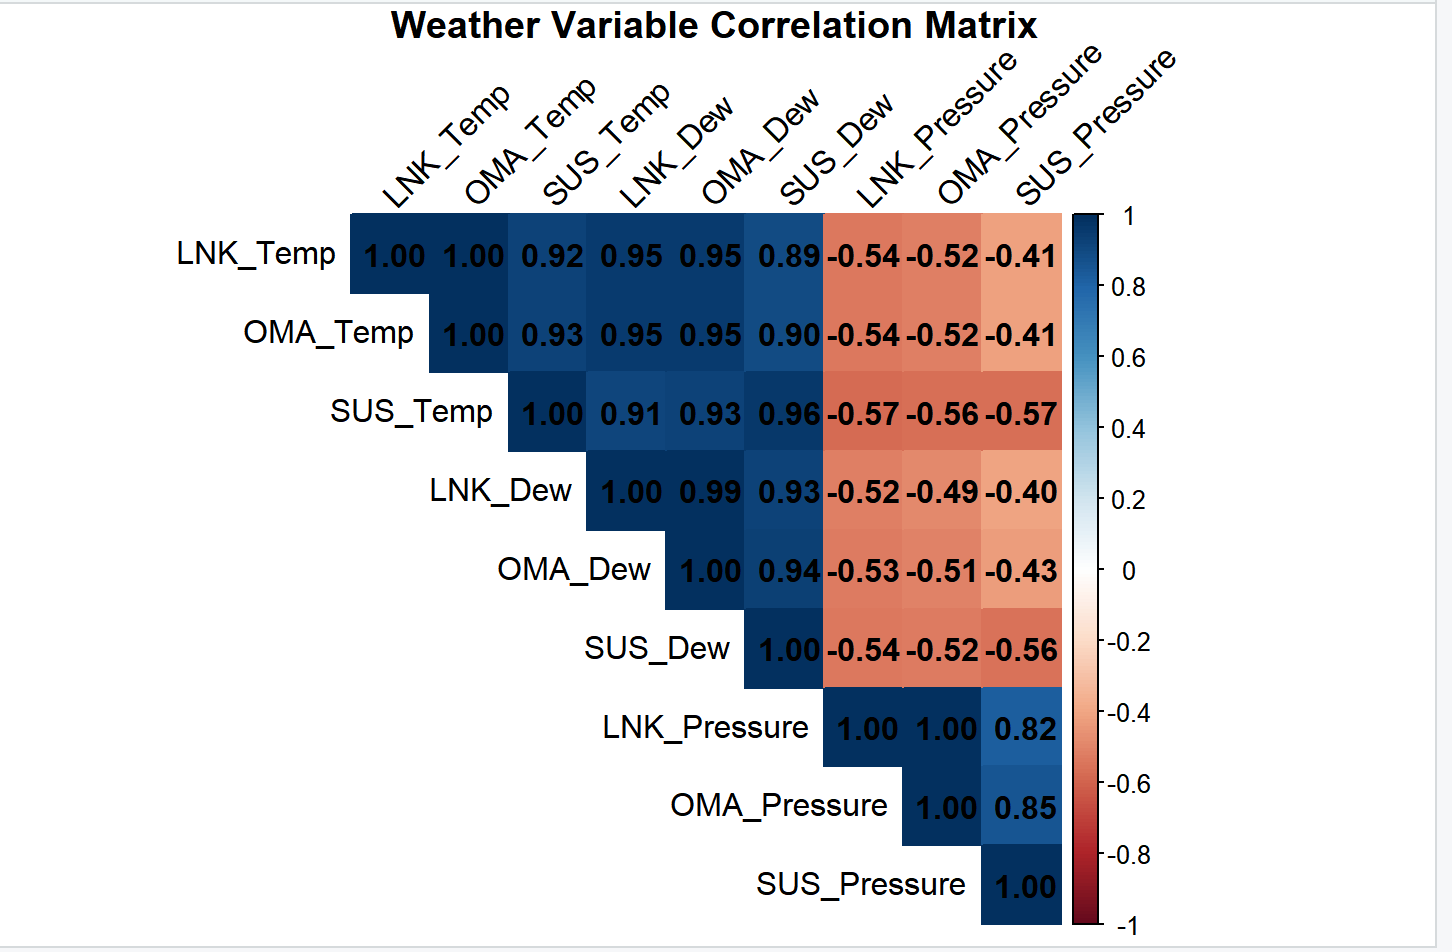 Weather Variable Correlation Matrix
LNK_Temp
OMA_Temp
SUS_Temp
LNK_Dew
OMA_Dew
SUS_Dew
LNK_Pressure
OMA_Pressure
SUS_Pressure
LNK_Temp 1.00 1.00 0.92 0.95 0.95 0.89 -0.54 -0.52 -0.41
OMA_Temp 1.00 0.93 0.95 0.95 0.90 -0.54 -0.52 -0.41
SUS_Temp 1.00 0.91 0.93 0.96 -0.57 -0.56 -0.57
LNK_Dew 1.00 0.99 0.93 -0.52 -0.49 -0.40
OMA_Dew 1.00 0.94 -0.53 -0.51 -0.43
SUS_Dew 1.00 -0.54 -0.52 -0.56
LNK_Pressure 1.00 1.00 0.82
OMA_Pressure 1.00 0.85
SUS_Pressure 1.00
1
0.8
0.6
0.4
0.2
0
-0.2
-0.4
-0.6
-0.8
-1